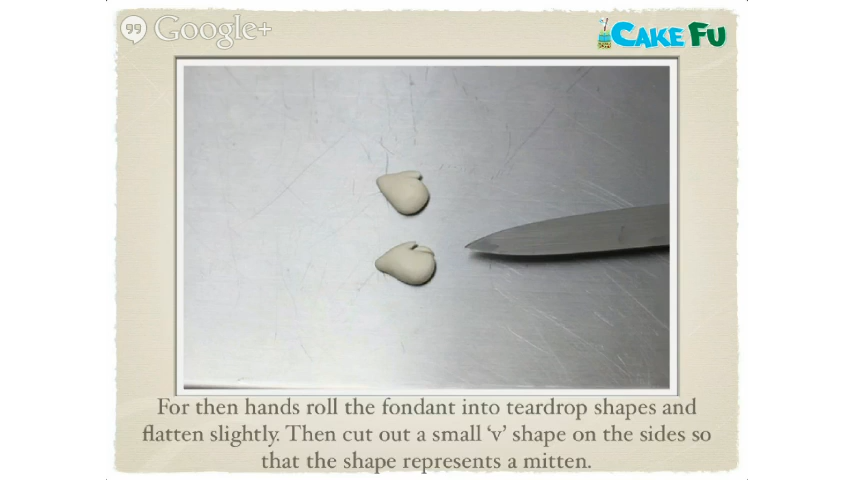 Google+
CAKE FU
For then hands roll the fondant into teardrop shapes and
flatten slightly. Then cut out a small ‘v’ shape on the sides so
that the shape represents a mitten.